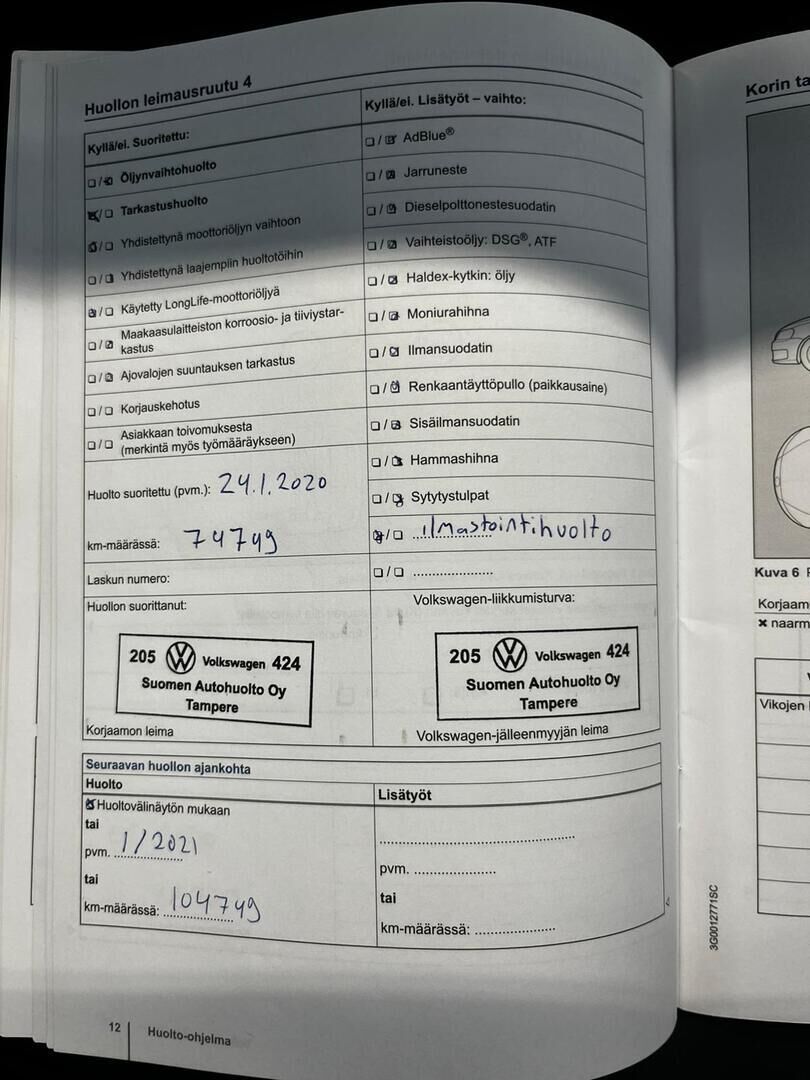 Huollon leimausruutu 4
Kyllä/ei. Suoritettu:
☐/☒ Öljynvaihtohuolto
☒/☐ Tarkastushuolto
☒/☐ Yhdistettynä moottoriöljyn vaihtoon
☐/☒ Yhdistettynä laajempiin huoltotöihin
☒/☐ Käytetty LongLife-moottoriöljyä
☐/☒ Maakaasulaitteiston korroosio- ja tiiviystar-
kastus
☐/☒ Ajovalojen suuntauksen tarkastus
☐/☐ Korjauskehotus
☐/☐ Asiakkaan toivomuksesta
(merkintä myös työmääräykseen)
Huolto suoritettu (pvm.): 24.1.2020
km-määrässä: 74749
Laskun numero:
Huollon suorittanut:
205 Volkswagen 424
Suomen Autohuolto Oy
Tampere
Korjaamon leima
Kyllä/ei. Lisätyöt – vaihto:
☐/☒ AdBlue®
☐/☒ Jarruneste
☐/☒ Dieselpolttonestesuodatin
☐/☒ Vaihteistoöljy: DSG®, ATF
☐/☒ Haldex-kytkin: öljy
☐/☒ Moniurahihna
☐/☒ Ilmansuodatin
☐/☒ Renkaantäyttöpullo (paikkausaine)
☐/☒ Sisäilmansuodatin
☐/☒ Hammashihna
☐/☒ Sytytystulpat
☒/☐ ilmastointihuolto
☐/☐ ....................
Volkswagen-liikkumisturva:
205 Volkswagen 424
Suomen Autohuolto Oy
Tampere
Volkswagen-jälleenmyyjän leima
Seuraavan huollon ajankohta
Huolto
☒ Huoltovälinäytön mukaan
tai
pvm. 1/2021
tai
km-määrässä: 104749
Lisätyöt
pvm. ....................
tai
km-määrässä: ....................
12
Huolto-ohjelma
Korin ta
Kuva 6
Korjaam
× naarm
Vikojen
3G0012771SC